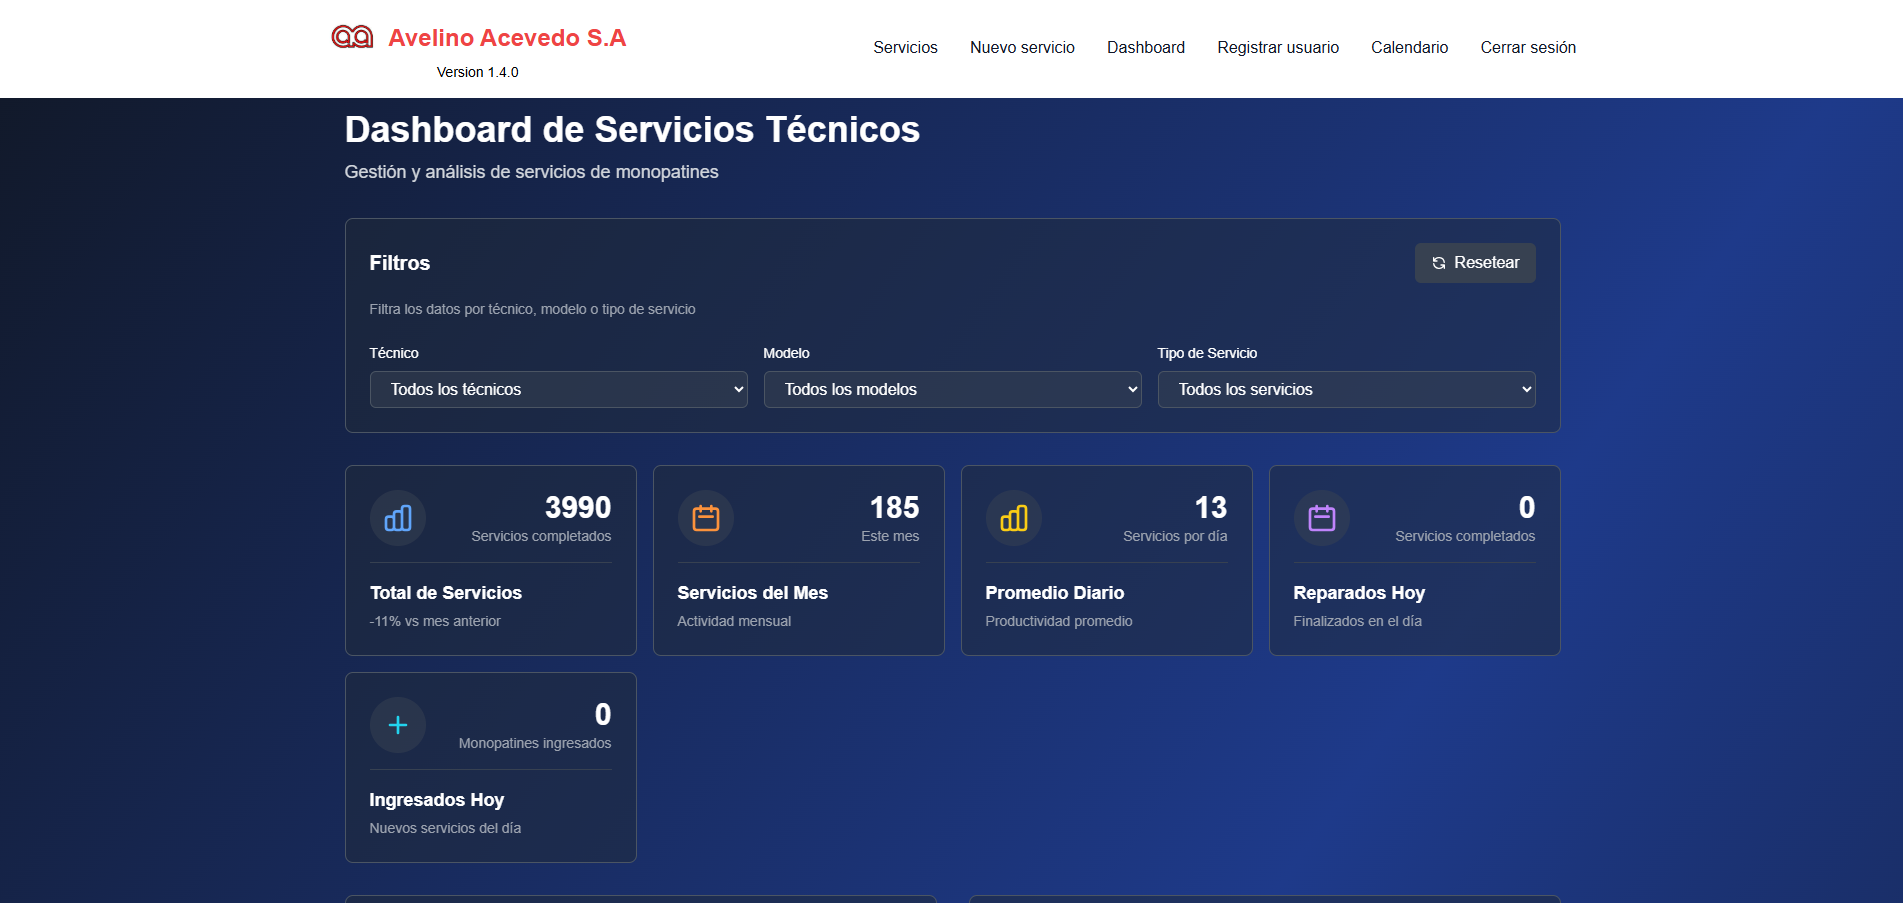 Avelino Acevedo S.A
Version 1.4.0
Servicios
Nuevo servicio
Dashboard
Registrar usuario
Calendario
Cerrar sesión
Dashboard de Servicios Técnicos
Gestión y análisis de servicios de monopatines
Filtros
Resetear
Filtra los datos por técnico, modelo o tipo de servicio
Técnico
Modelo
Tipo de Servicio
Todos los técnicos
Todos los modelos
Todos los servicios
3990
Servicios completados
Total de Servicios
-11% vs mes anterior
185
Este mes
Servicios del Mes
Actividad mensual
13
Servicios por día
Promedio Diario
Productividad promedio
0
Servicios completados
Reparados Hoy
Finalizados en el día
0
Monopatines ingresados
Ingresados Hoy
Nuevos servicios del día